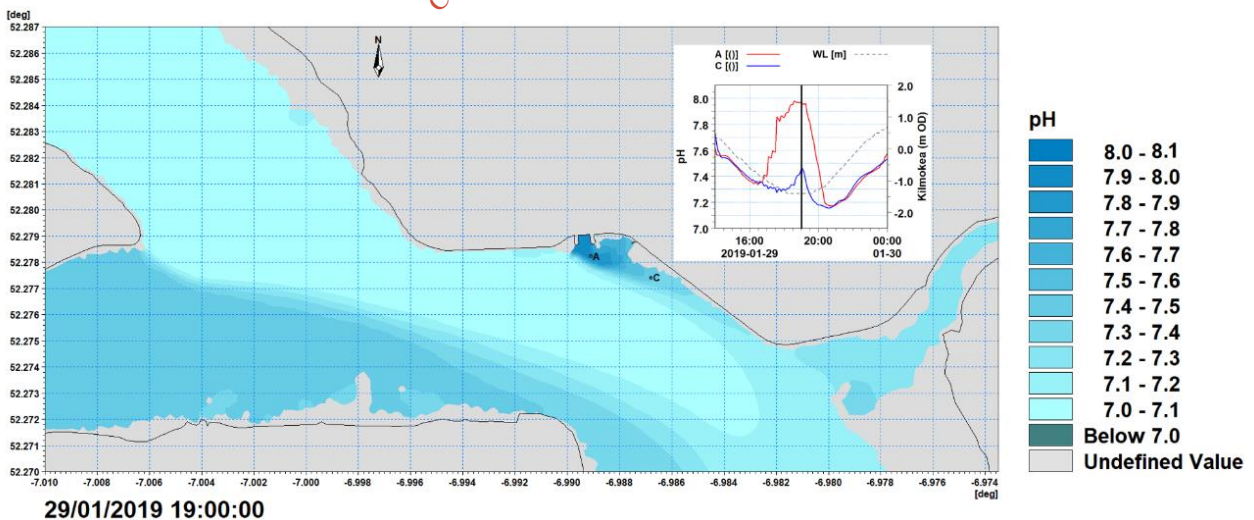 [deg]
52.287
52.286
52.285
52.284
52.283
52.282
52.281
52.280
52.279
52.278
52.277
52.276
52.275
52.274
52.273
52.272
52.271
52.270
-7.010 -7.008 -7.006 -7.004 -7.002 -7.000 -6.998 -6.996 -6.994 -6.992 -6.990 -6.988 -6.986 -6.984 -6.982 -6.980 -6.978 -6.976 -6.974
[deg]
29/01/2019 19:00:00
N
A
C
A [()] WL [m]
C [()]
pH
8.0
7.8
7.6
7.4
7.2
7.0
2.0
1.0
0.0
-1.0
-2.0
Kilmokea (m OD)
16:00 20:00 00:00
2019-01-29 01-30
pH
8.0 - 8.1
7.9 - 8.0
7.8 - 7.9
7.7 - 7.8
7.6 - 7.7
7.5 - 7.6
7.4 - 7.5
7.3 - 7.4
7.2 - 7.3
7.1 - 7.2
7.0 - 7.1
Below 7.0
Undefined Value